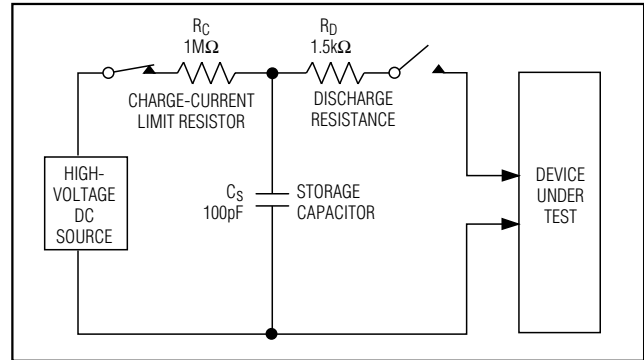 RC
1MΩ
RD
1.5kΩ
CHARGE-CURRENT
LIMIT RESISTOR
DISCHARGE
RESISTANCE
HIGH-
VOLTAGE
DC
SOURCE
CS
100pF
STORAGE
CAPACITOR
DEVICE
UNDER
TEST